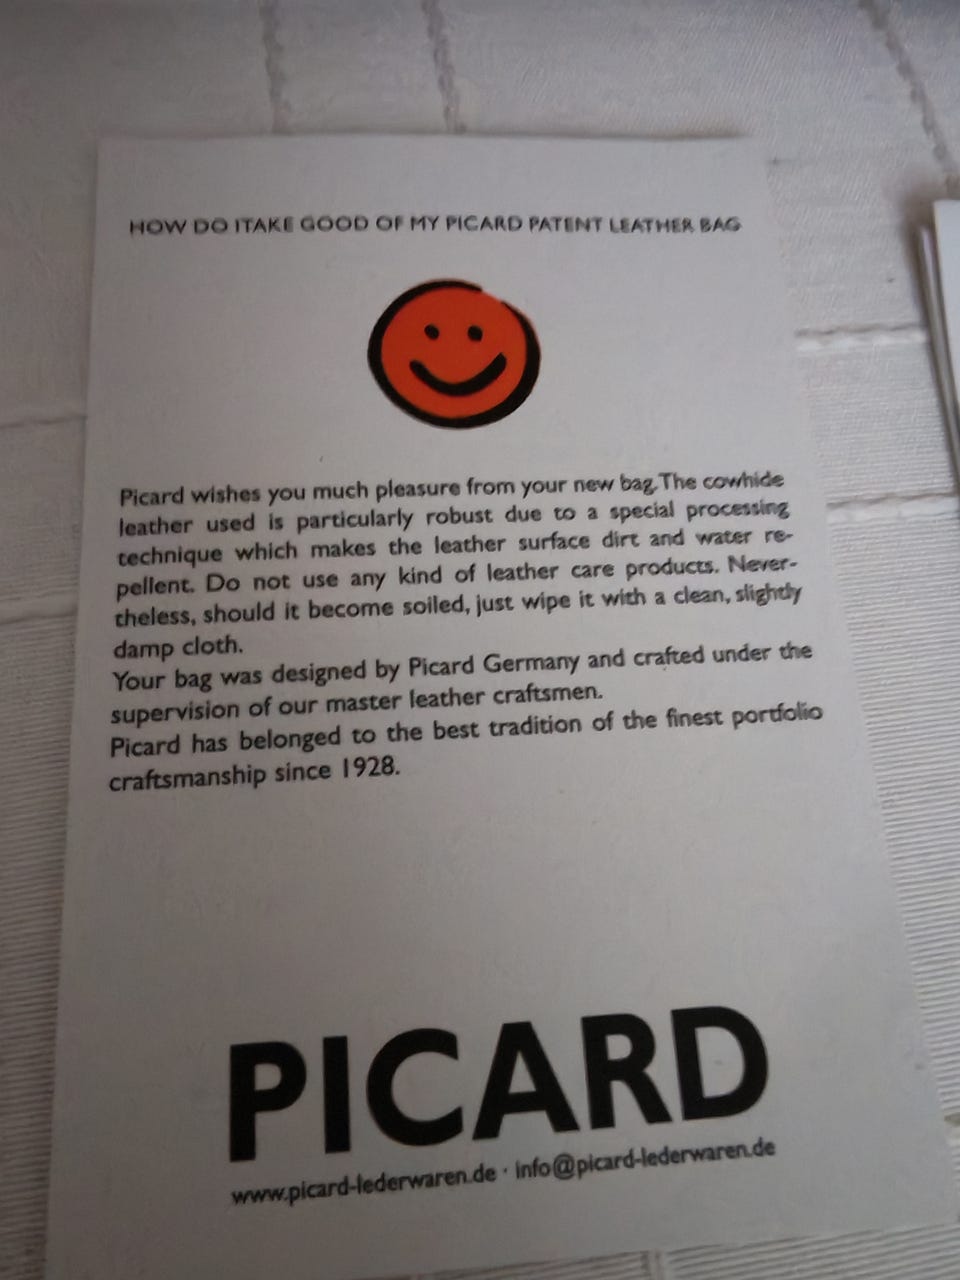 HOW DO ITAKE GOOD OF MY PICARD PATENT LEATHER BAG
Picard wishes you much pleasure from your new bag.The cowhide
leather used is particularly robust due to a special processing
technique which makes the leather surface dirt and water re-
pellent. Do not use any kind of leather care products. Never-
theless, should it become soiled, just wipe it with a clean, slightly
damp cloth.
Your bag was designed by Picard Germany and crafted under the
supervision of our master leather craftsmen.
Picard has belonged to the best tradition of the finest portfolio
craftsmanship since 1928.
PICARD
www.picard-lederwaren.de · info@picard-lederwaren.de